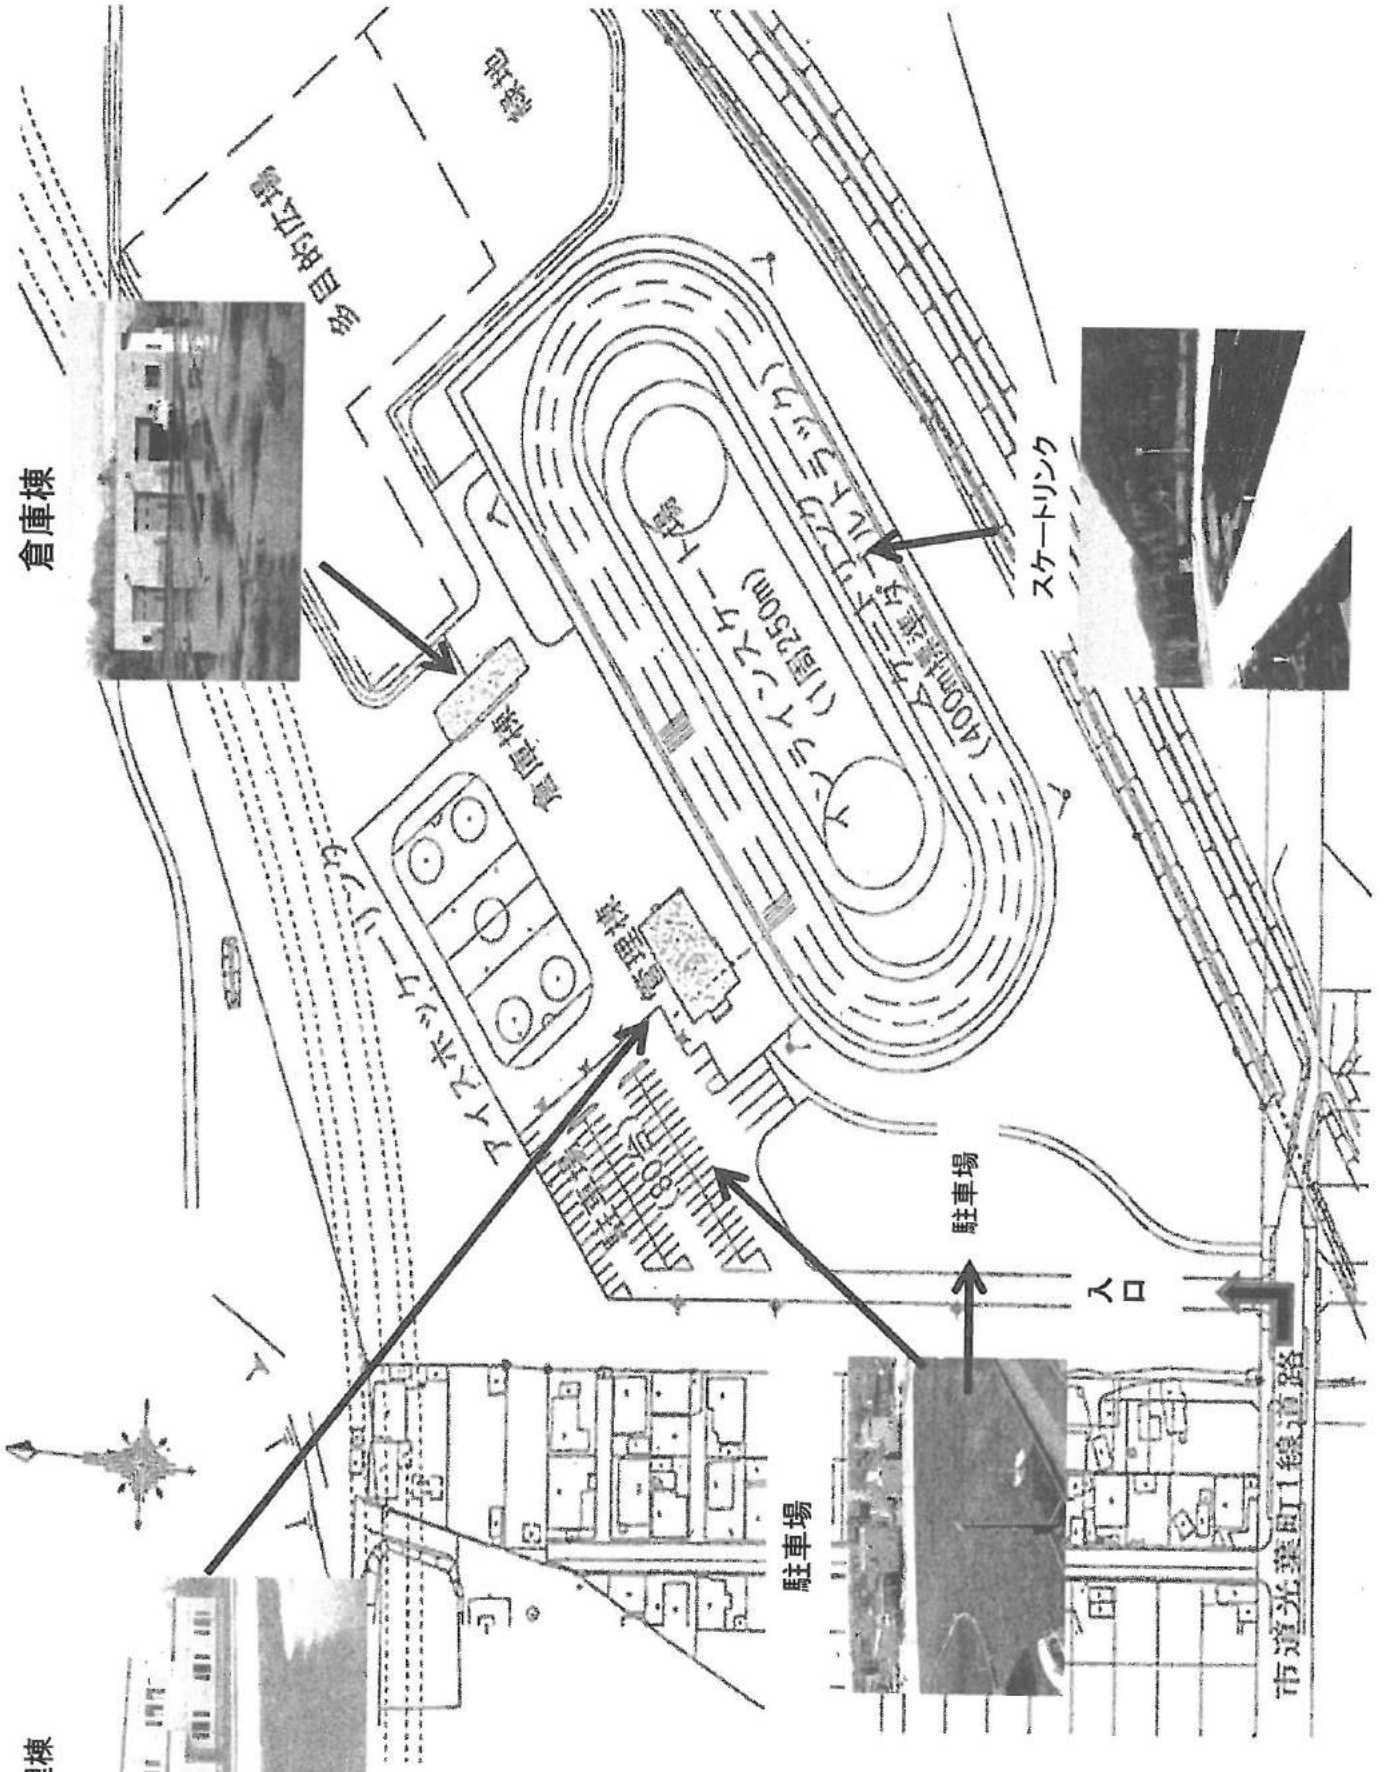 倉庫棟
多目的広場
緑地
倉庫棟
アイスホッケーリンク
管理棟
インラインスケート場
(1周250m)
スケートリンク
(400m標準ダブルトラック)
スケートリンク
駐車場
(80台)
駐車場
入口
駐車場
市道光葉町1線道路
理棟